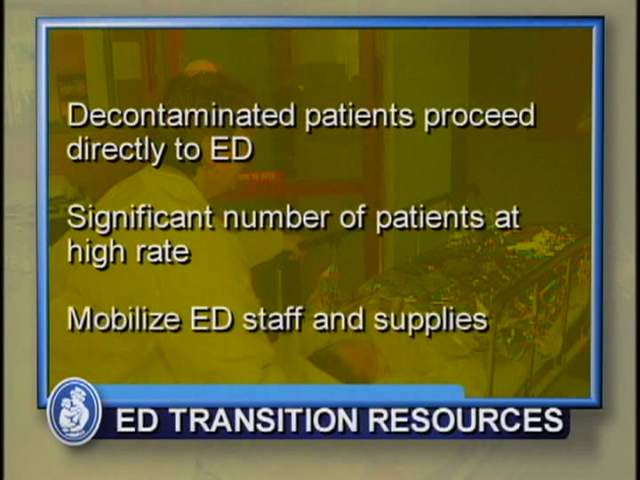 Decontaminated patients proceed
directly to ED
Significant number of patients at
high rate
Mobilize ED staff and supplies
ED TRANSITION RESOURCES